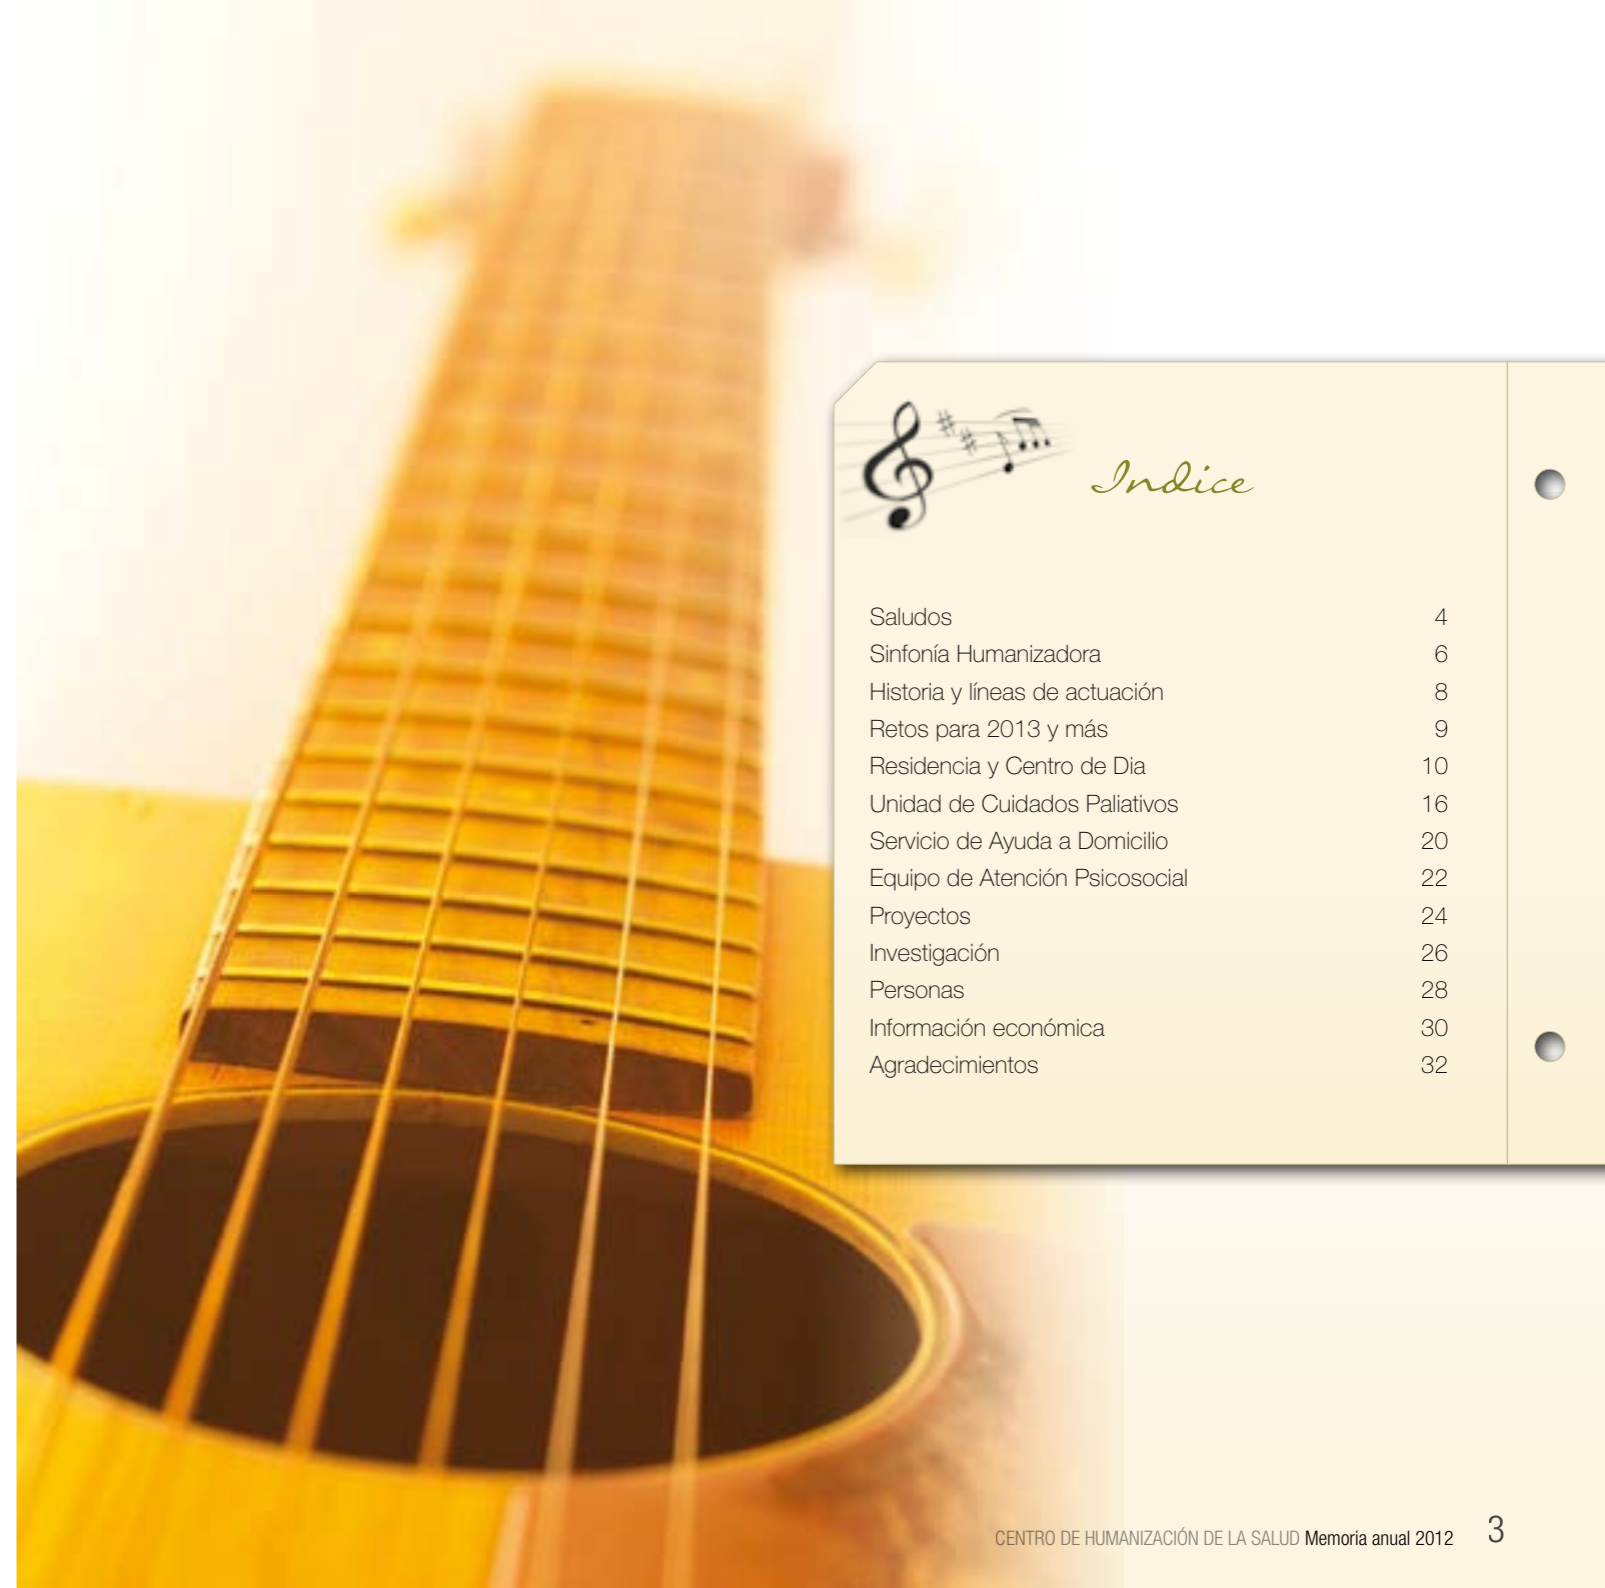 Indice
Saludos 4
Sinfonía Humanizadora 6
Historia y líneas de actuación 8
Retos para 2013 y más 9
Residencia y Centro de Dia 10
Unidad de Cuidados Paliativos 16
Servicio de Ayuda a Domicilio 20
Equipo de Atención Psicosocial 22
Proyectos 24
Investigación 26
Personas 28
Información económica 30
Agradecimientos 32
CENTRO DE HUMANIZACIÓN DE LA SALUD Memoria anual 2012 3